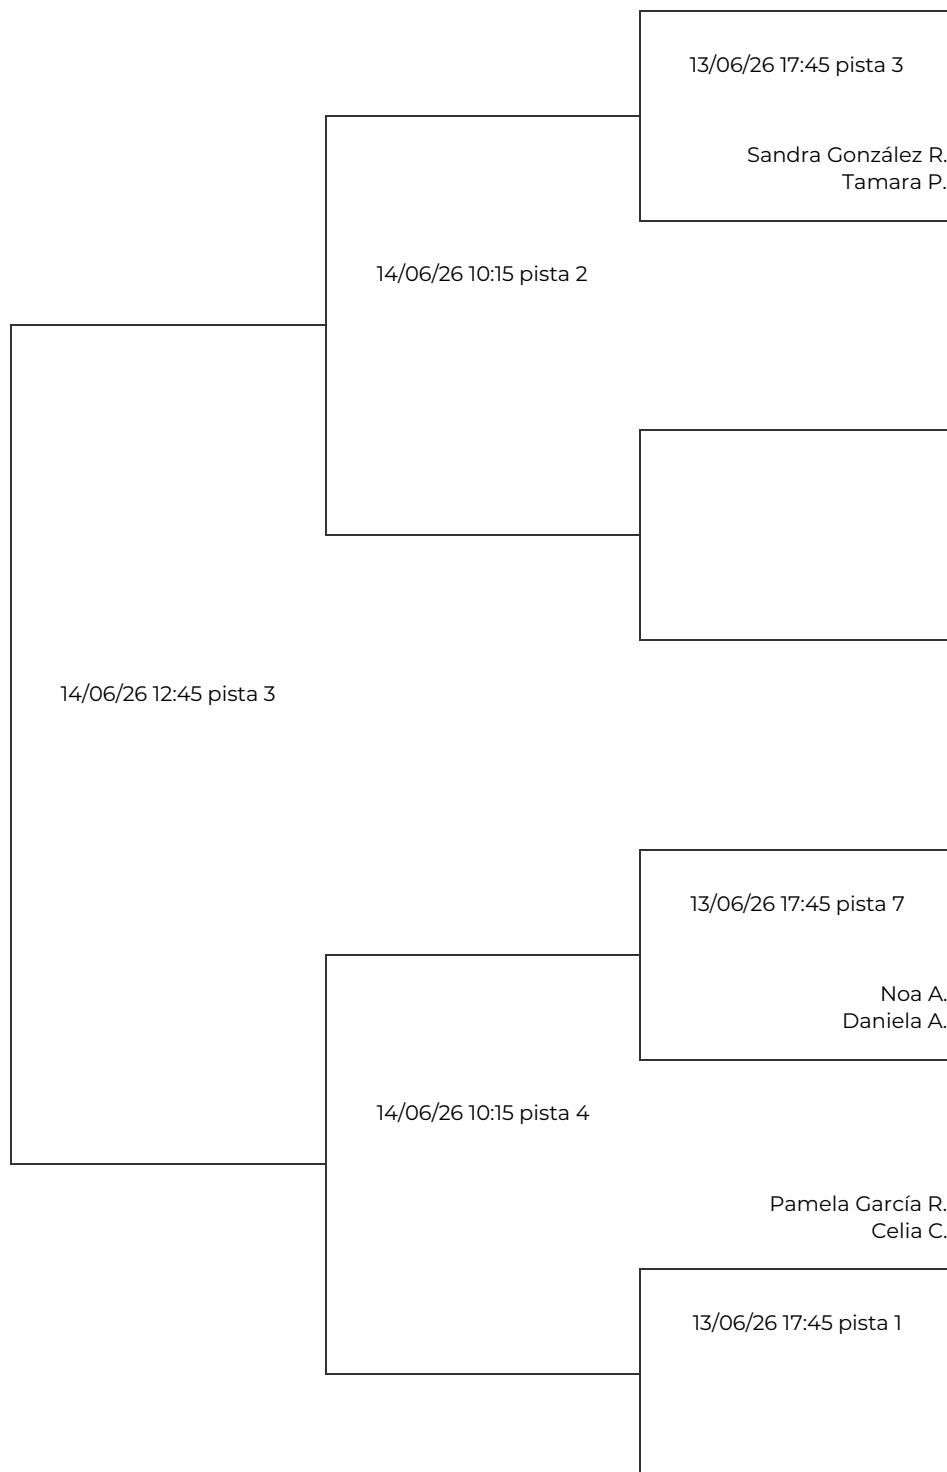 13/06/26 17:45 pista 3
Sandra González R.
Tamara P.
14/06/26 10:15 pista 2
14/06/26 12:45 pista 3
13/06/26 17:45 pista 7
Noa A.
Daniela A.
14/06/26 10:15 pista 4
Pamela García R.
Celia C.
13/06/26 17:45 pista 1